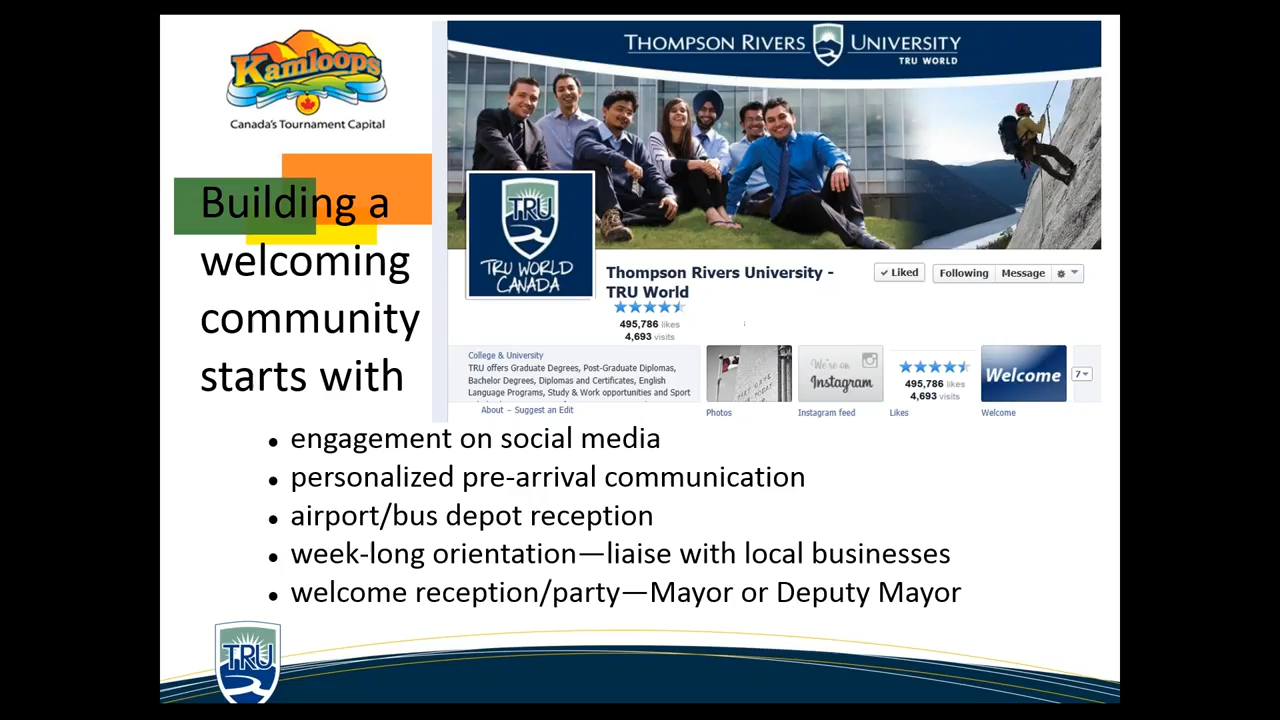 Kamloops
Canada's Tournament Capital
THOMPSON RIVERS UNIVERSITY
TRU WORLD
Building a
welcoming
community
starts with
TRU
TRU WORLD
CANADA
Thompson Rivers University -
TRU World
495,786 likes
4,693 visits
✓ Liked
Following
Message
College & University
TRU offers Graduate Degrees, Post-Graduate Diplomas,
Bachelor Degrees, Diplomas and Certificates, English
Language Programs, Study & Work opportunities and Sport
About – Suggest an Edit
Photos
We're on
Instagram
Instagram feed
495,786 likes
4,693 visits
Likes
Welcome
Welcome
7
• engagement on social media
• personalized pre-arrival communication
• airport/bus depot reception
• week-long orientation—liaise with local businesses
• welcome reception/party—Mayor or Deputy Mayor
TRU